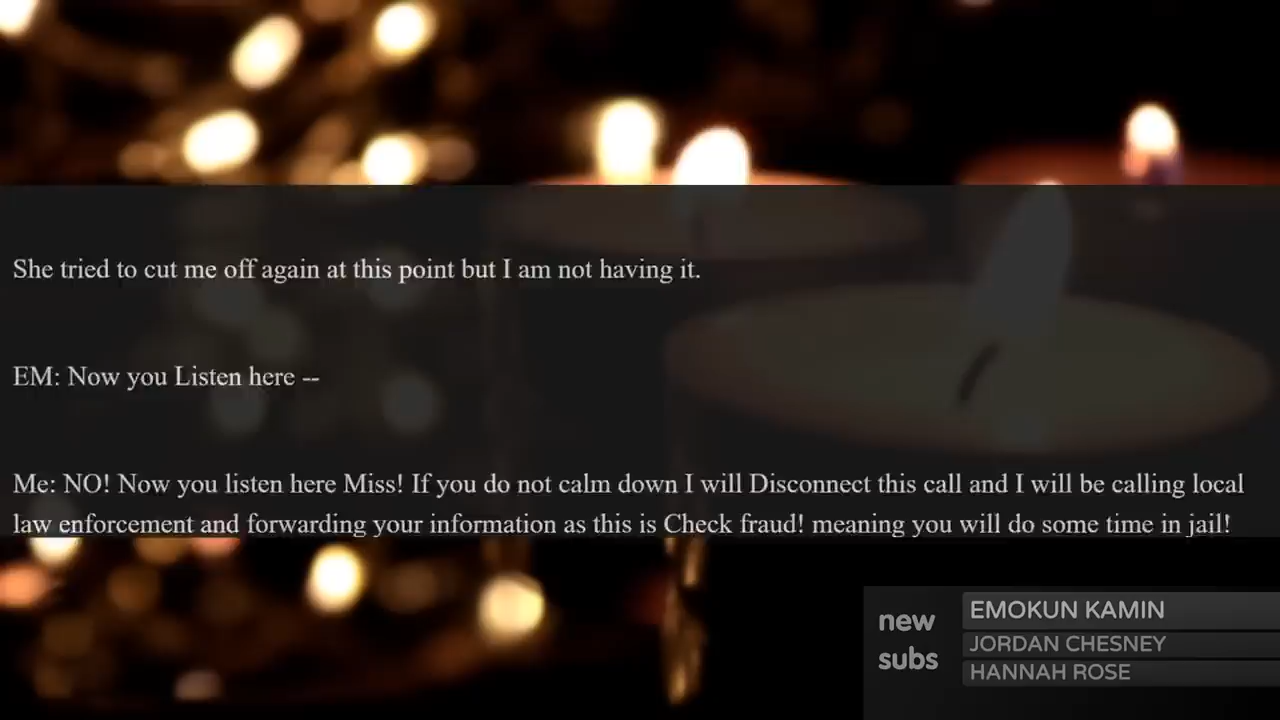 She tried to cut me off again at this point but I am not having it.
EM: Now you Listen here --
Me: NO! Now you listen here Miss! If you do not calm down I will Disconnect this call and I will be calling local
law enforcement and forwarding your information as this is Check fraud! meaning you will do some time in jail!
new
subs
EMOKUN KAMIN
JORDAN CHESNEY
HANNAH ROSE